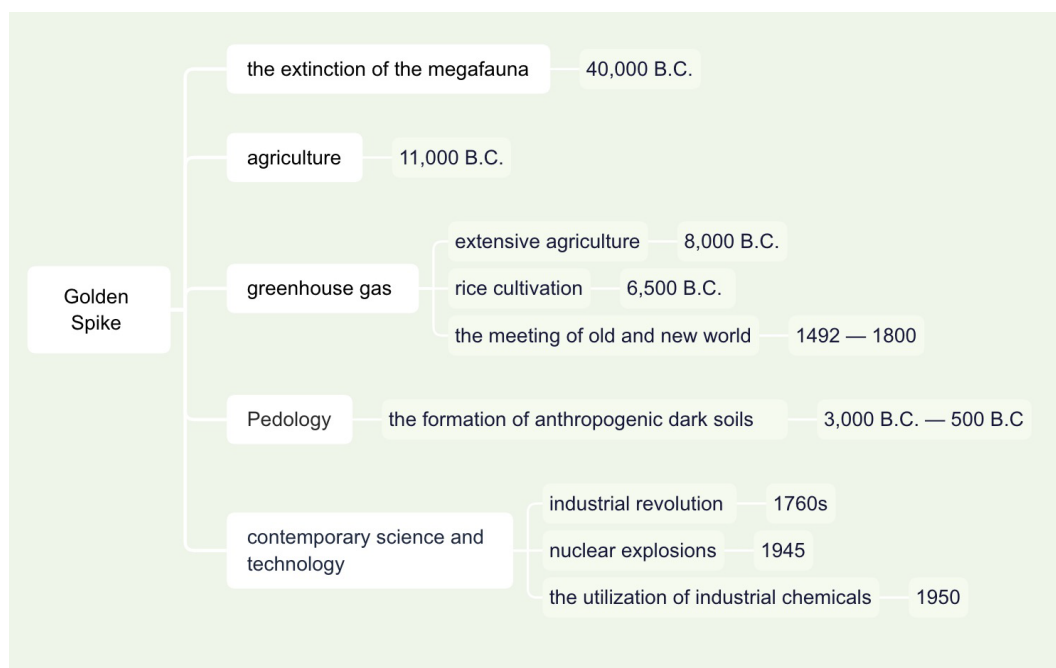 the extinction of the megafauna
40,000 B.C.
agriculture
11,000 B.C.
Golden
Spike
greenhouse gas
extensive agriculture
8,000 B.C.
rice cultivation
6,500 B.C.
the meeting of old and new world
1492 — 1800
Pedology
the formation of anthropogenic dark soils
3,000 B.C. — 500 B.C
contemporary science and
technology
industrial revolution
1760s
nuclear explosions
1945
the utilization of industrial chemicals
1950